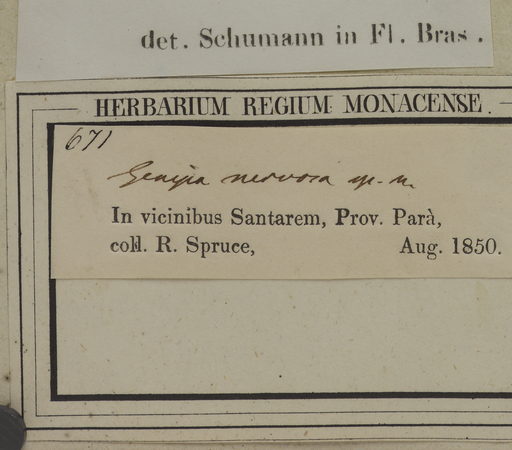 det. Schumann in Fl. Bras.
HERBARIUM REGIUM MONACENSE.
671
Genipa nervosa sp. n.
In vicinibus Santarem, Prov. Parà,
coll. R. Spruce, Aug. 1850.